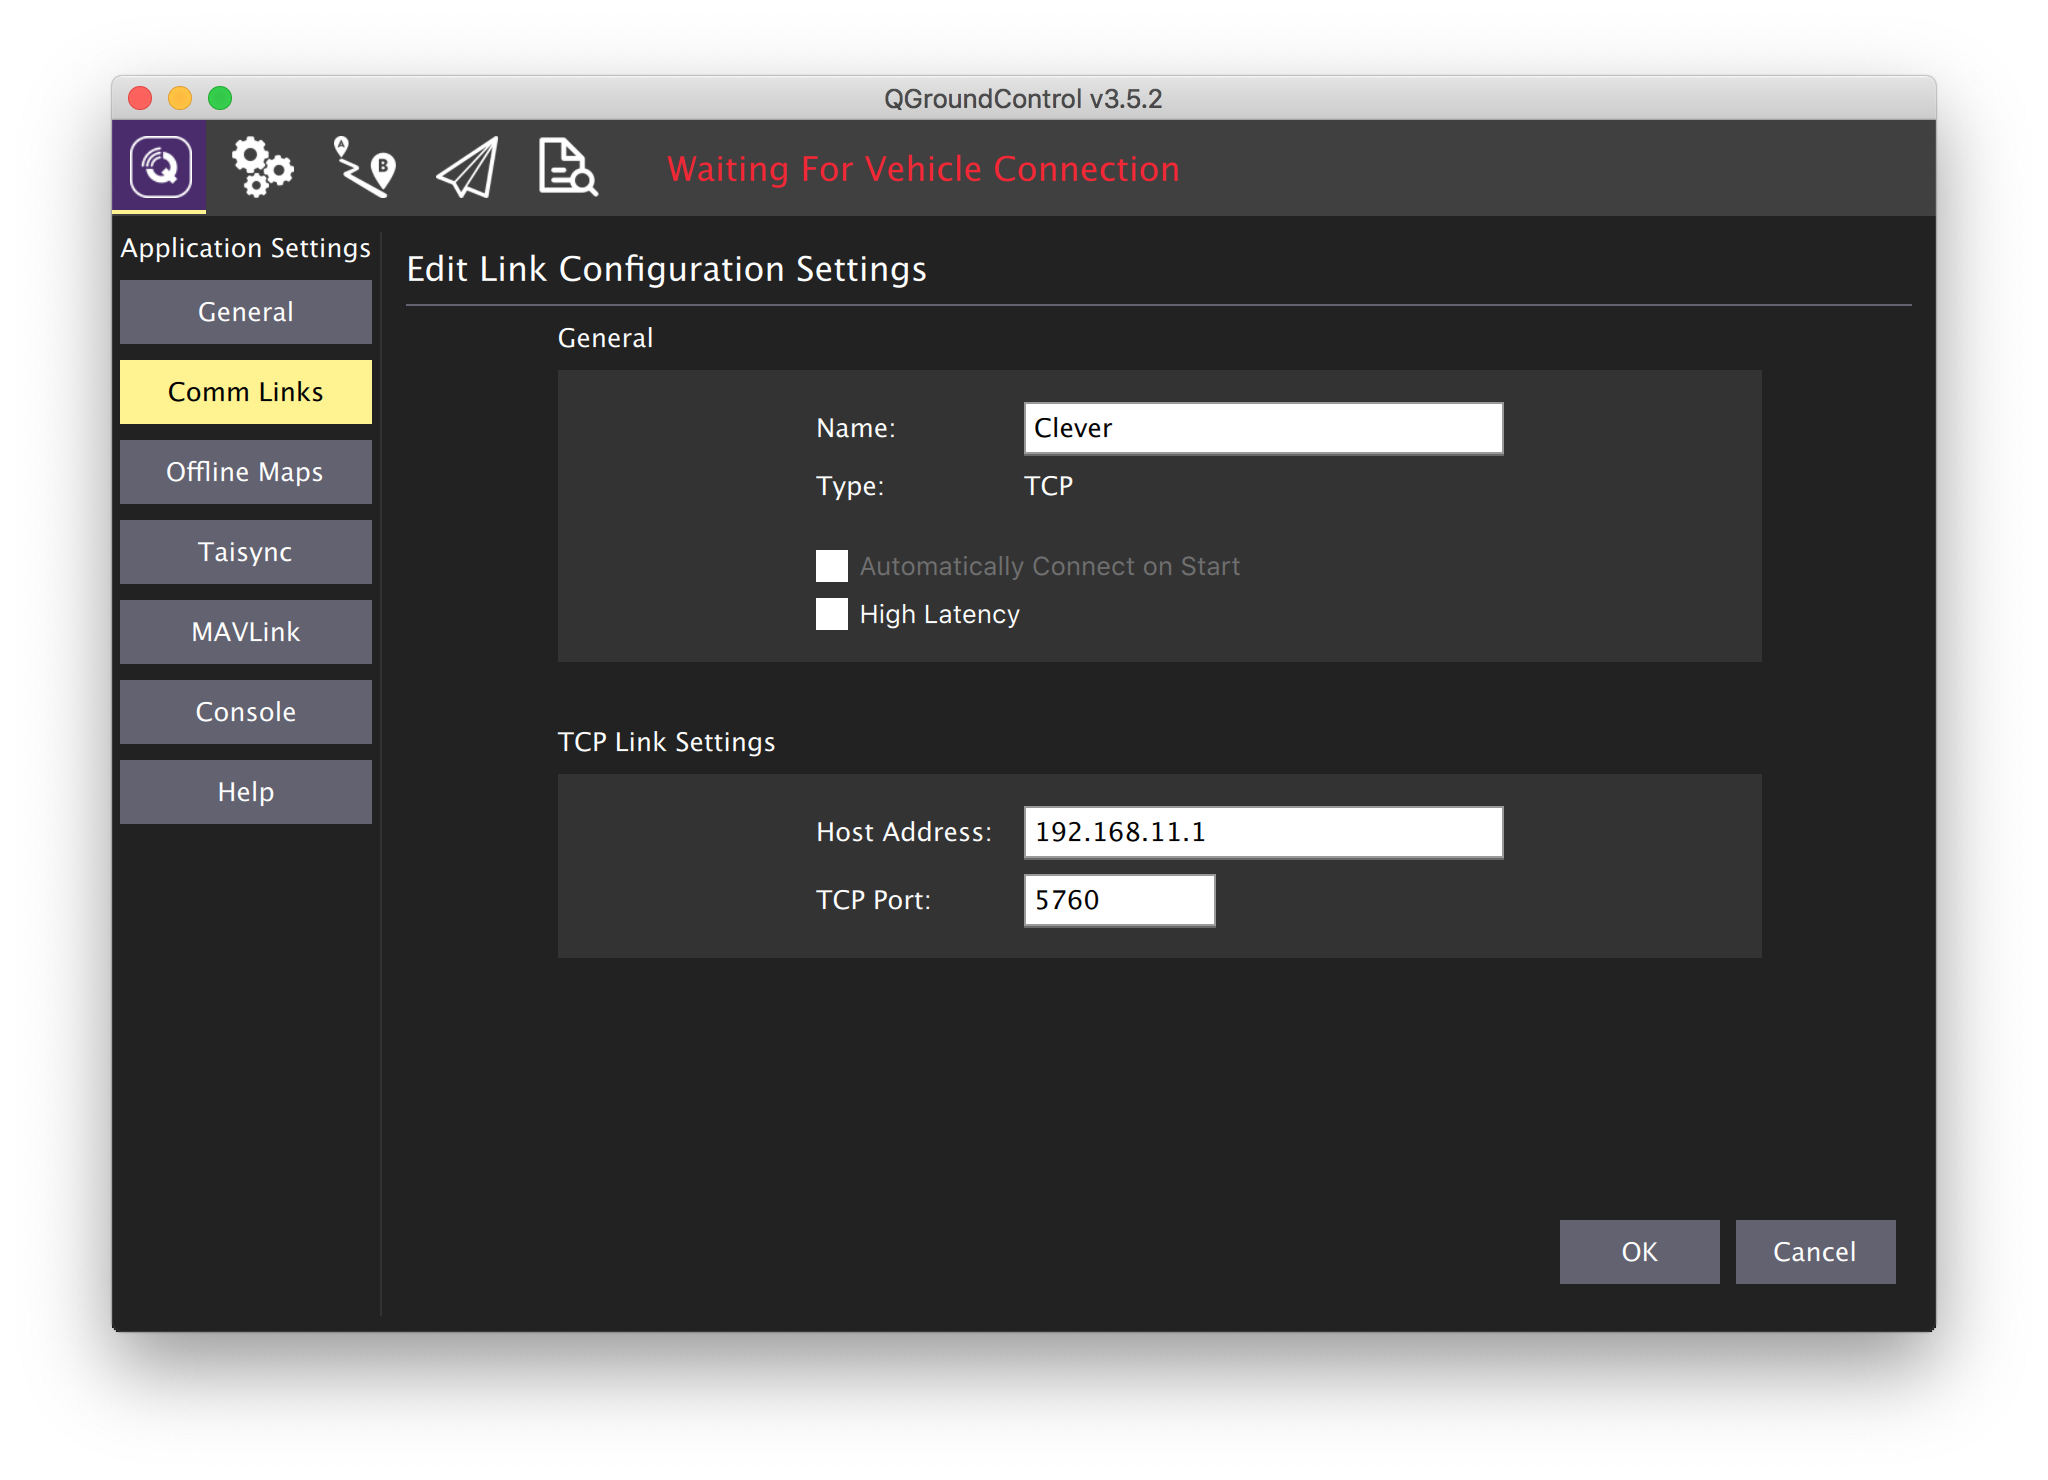 QGroundControl v3.5.2
A
B
Waiting For Vehicle Connection
Application Settings
General
Comm Links
Offline Maps
Taisync
MAVLink
Console
Help
Edit Link Configuration Settings
General
Name: Clever
Type: TCP
Automatically Connect on Start
High Latency
TCP Link Settings
Host Address: 192.168.11.1
TCP Port: 5760
OK Cancel